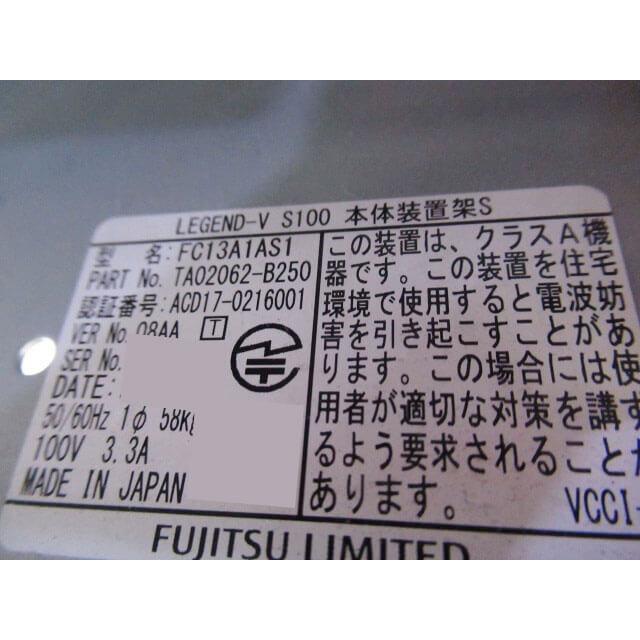 LEGEND-V S100 本体装置架S
型 名:FC13A1AS1
PART No. TA02062-B250
認証番号:ACD17-0216001
VER No. 08AA T
SER No.
DATE:
50/60Hz 1φ 58Kg
100V 3.3A
MADE IN JAPAN
この装置は、クラスA機
器です。この装置を住宅
環境で使用すると電波妨
害を引き起こすことがあ
ります。この場合には使
用者が適切な対策を講ず
るよう要求されることが
あります。
VCCI-
FUJITSU LIMITED